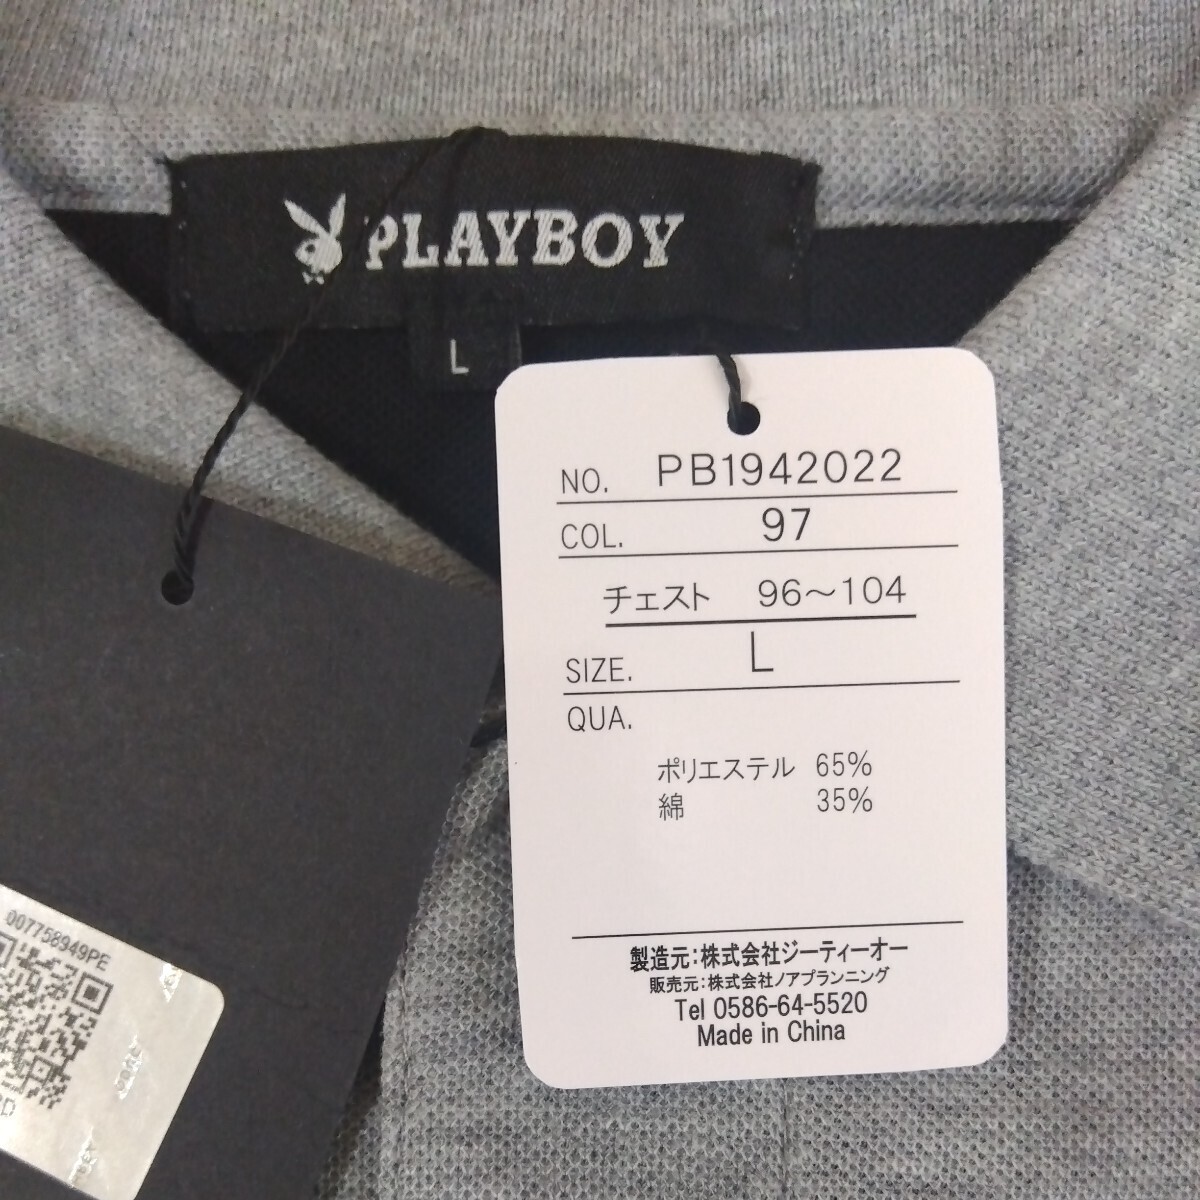 PLAYBOY
L
NO. PB1942022
COL. 97
チェスト 96～104
SIZE. L
QUA.
ポリエステル 65%
綿 35%
製造元:株式会社ジーティーオー
販売元:株式会社ノアプランニング
Tel 0586-64-5520
Made in China
007758949PE